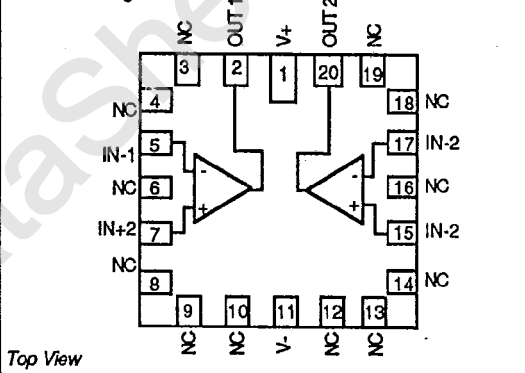 NC
OUT 1
V+
OUT 2
NC
3
2
1
20
19
NC 4
18 NC
IN-1 5
17 IN-2
-
-
NC 6
16 NC
+
+
IN+2 7
15 IN-2
NC 8
14 NC
9
10
11
12
13
NC
NC
V-
NC
NC
Top View